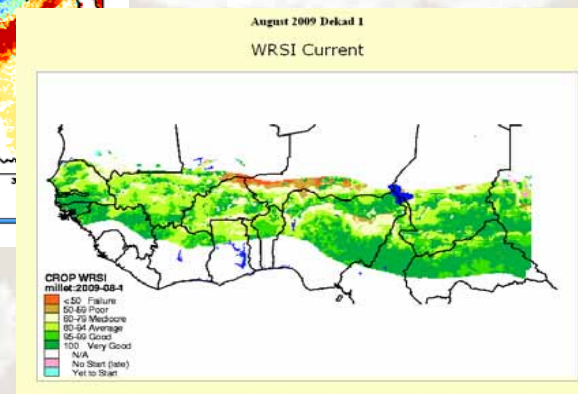 August 2009 Dekad 1
WRSI Current
CROP WRSI
millet:2009-08-1
<50 Failure
50-59 Poor
60-79 Mediocre
80-94 Average
95-99 Good
100 Very Good
N/A
No Start (late)
Yet to Start